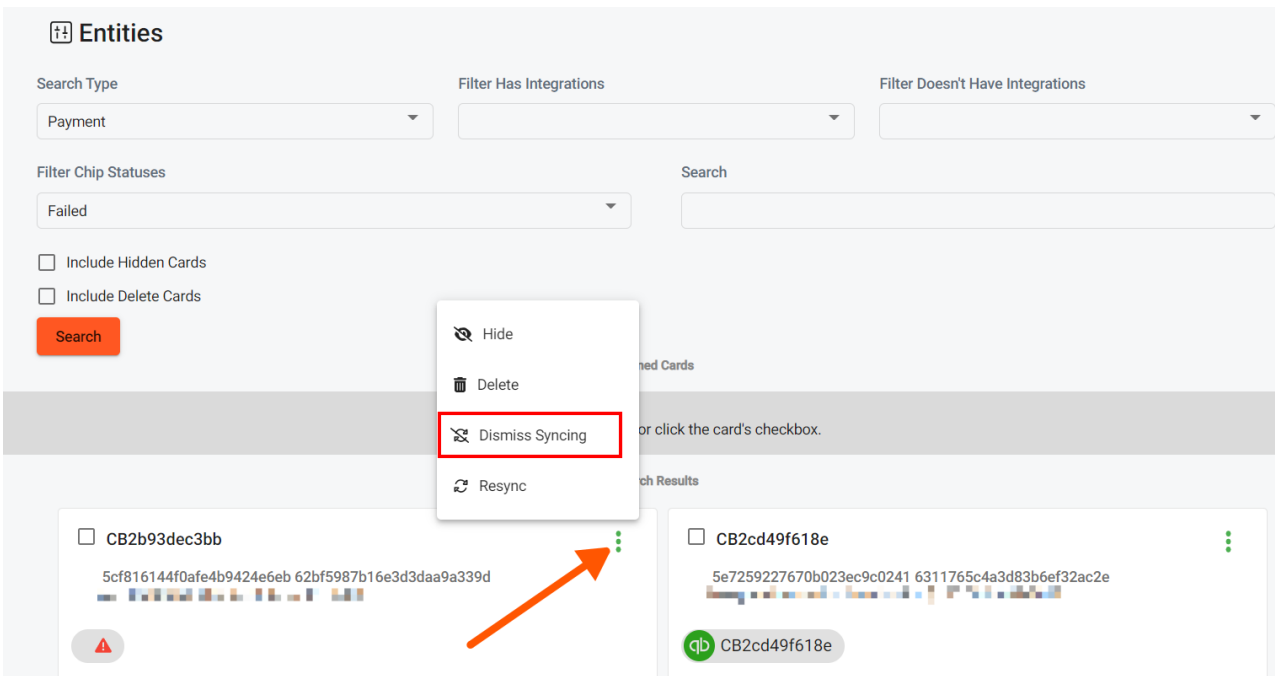 Entities
Search Type
Filter Has Integrations
Filter Doesn't Have Integrations
Payment
Filter Chip Statuses
Search
Failed
Include Hidden Cards
Include Delete Cards
Search
Hide
Delete
Dismiss Syncing
Resync
Cards
or click the card's checkbox.
Results
CB2b93dec3bb
5cf816144f0afe4b9424e6eb 62bf5987b16e3d3daa9a339d
CB2cd49f618e
5e7259227670b023ec9c0241 6311765c4a3d83b6ef32ac2e
qb CB2cd49f618e